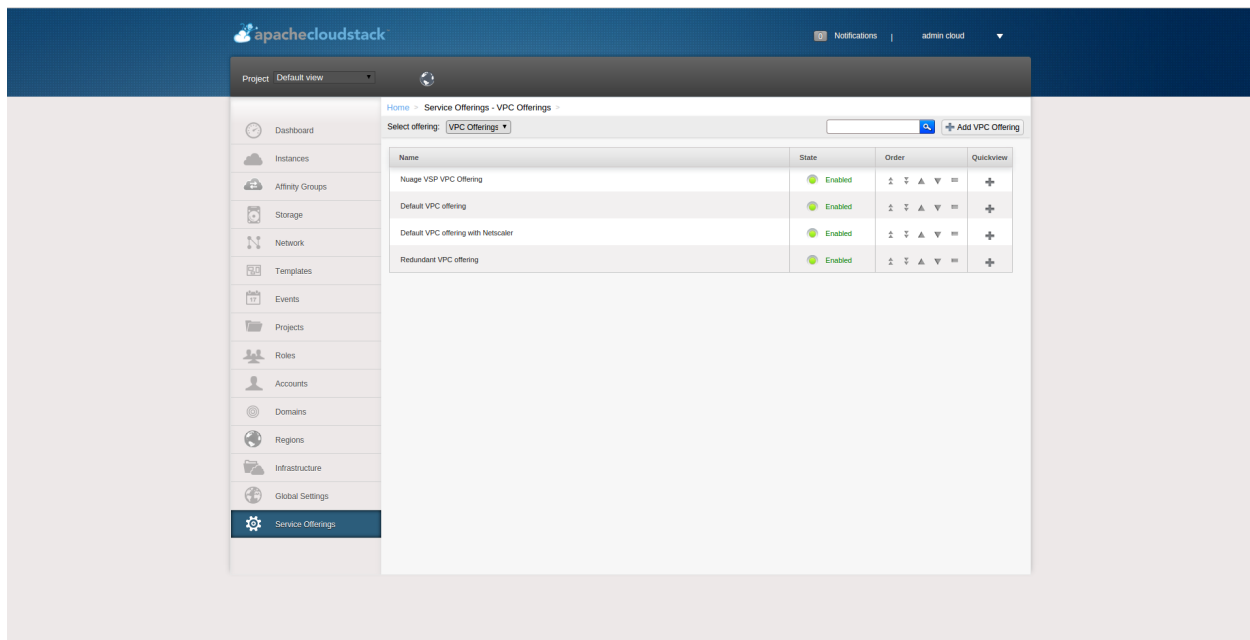 apachecloudstack
0 Notifications | admin cloud
Project Default view
Home > Service Offerings - VPC Offerings >
Select offering: VPC Offerings
Add VPC Offering
Dashboard
Instances
Affinity Groups
Storage
Network
Templates
17 Events
Projects
Roles
Accounts
Domains
Regions
Infrastructure
Global Settings
Service Offerings
Name State Order Quickview
Nuage VSP VPC Offering Enabled
Default VPC offering Enabled
Default VPC offering with Netscaler Enabled
Redundant VPC offering Enabled